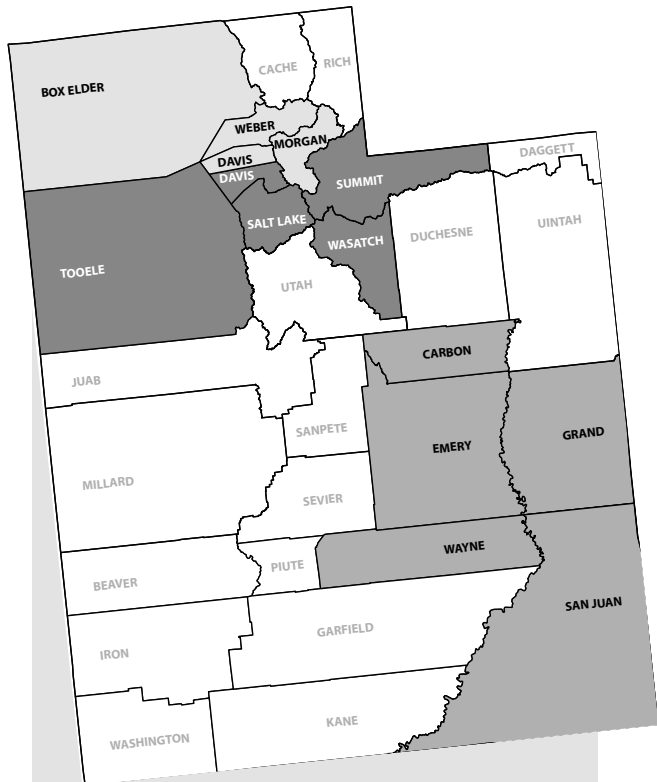 CACHE
RICH
BOX ELDER
WEBER
MORGAN
DAVIS
DAVIS
DAGGETT
SUMMIT
SALT LAKE
WASATCH
DUCHESNE
UINTAH
TOOELE
UTAH
CARBON
JUAB
SANPETE
EMERY
GRAND
MILLARD
SEVIER
WAYNE
PIUTE
BEAVER
SAN JUAN
GARFIELD
IRON
KANE
WASHINGTON